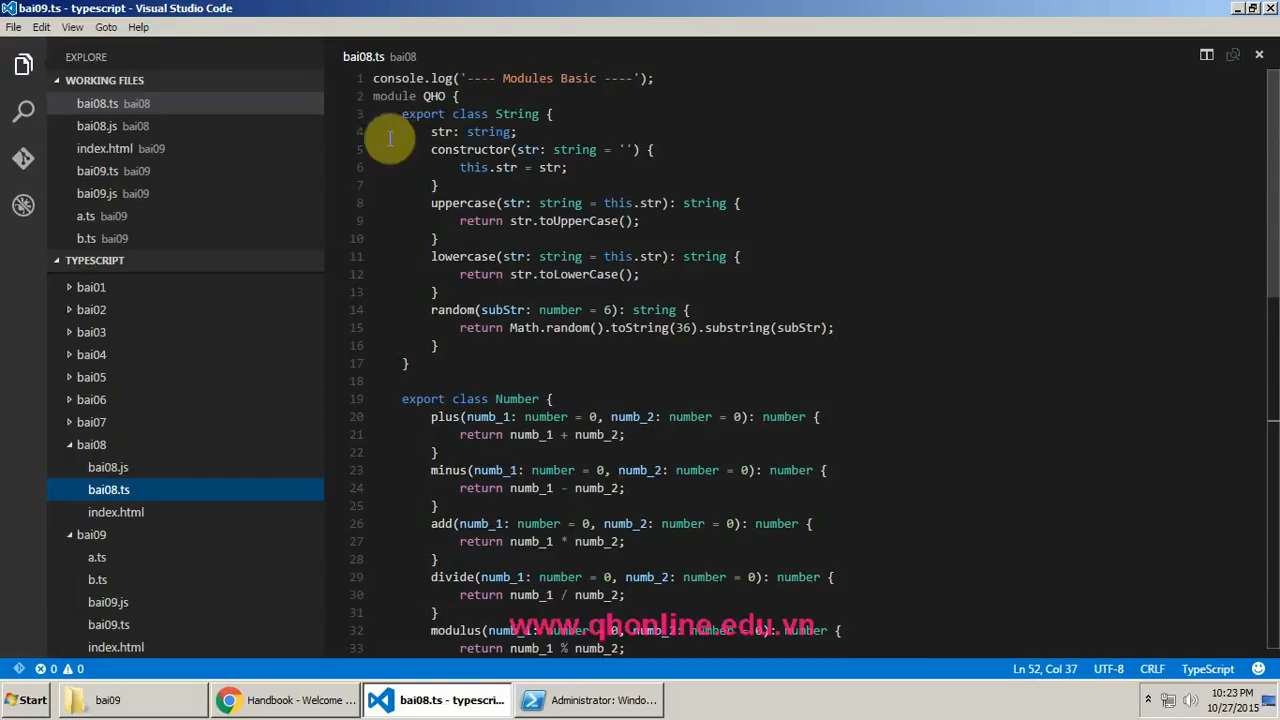 bai09.ts - typescript - Visual Studio Code
File Edit View Goto Help
EXPLORE
WORKING FILES
bai08.ts bai08
bai08.js bai08
index.html bai09
bai09.ts bai09
bai09.js bai09
a.ts bai09
b.ts bai09
TYPESCRIPT
bai01
bai02
bai03
bai04
bai05
bai06
bai07
bai08
bai08.js
bai08.ts
index.html
bai09
a.ts
b.ts
bai09.js
bai09.ts
index.html
bai08.ts bai08
1 console.log('---- Modules Basic ----');
2 module QHO {
3 export class String {
4 str: string;
5 constructor(str: string = '') {
6 this.str = str;
7 }
8 uppercase(str: string = this.str): string {
9 return str.toUpperCase();
10 }
11 lowercase(str: string = this.str): string {
12 return str.toLowerCase();
13 }
14 random(subStr: number = 6): string {
15 return Math.random().toString(36).substring(subStr);
16 }
17 }
18
19 export class Number {
20 plus(numb_1: number = 0, numb_2: number = 0): number {
21 return numb_1 + numb_2;
22 }
23 minus(numb_1: number = 0, numb_2: number = 0): number {
24 return numb_1 - numb_2;
25 }
26 add(numb_1: number = 0, numb_2: number = 0): number {
27 return numb_1 * numb_2;
28 }
29 divide(numb_1: number = 0, numb_2: number = 0): number {
30 return numb_1 / numb_2;
31 }
32 modulus(numb_1: number = 0, numb_2: number = 0): number {
33 return numb_1 % numb_2;
www.qhonline.edu.vn
0 0 Ln 52, Col 37 UTF-8 CRLF TypeScript
Start bai09 Handbook - Welcome ... bai08.ts - typescri... Administrator: Windo... 10:23 PM
10/27/2015